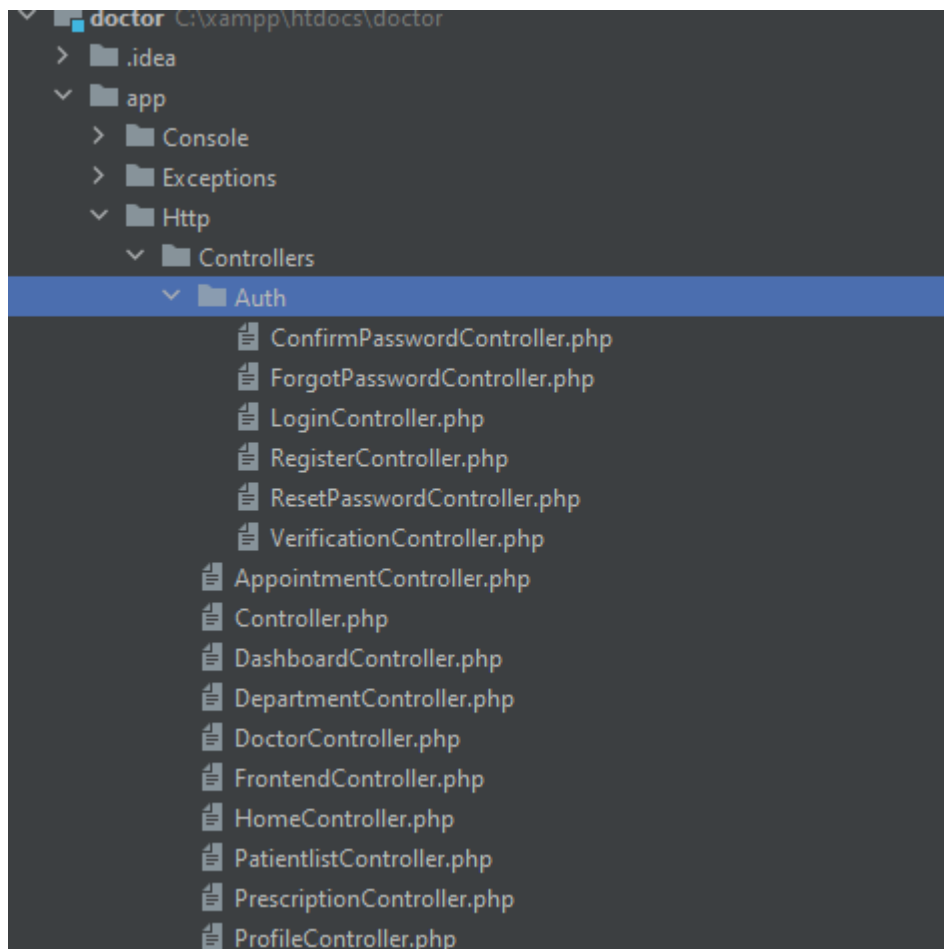 doctor C:\xampp\htdocs\doctor
.idea
app
Console
Exceptions
Http
Controllers
Auth
ConfirmPasswordController.php
ForgotPasswordController.php
LoginController.php
RegisterController.php
ResetPasswordController.php
VerificationController.php
AppointmentController.php
Controller.php
DashboardController.php
DepartmentController.php
DoctorController.php
FrontendController.php
HomeController.php
PatientlistController.php
PrescriptionController.php
ProfileController.php